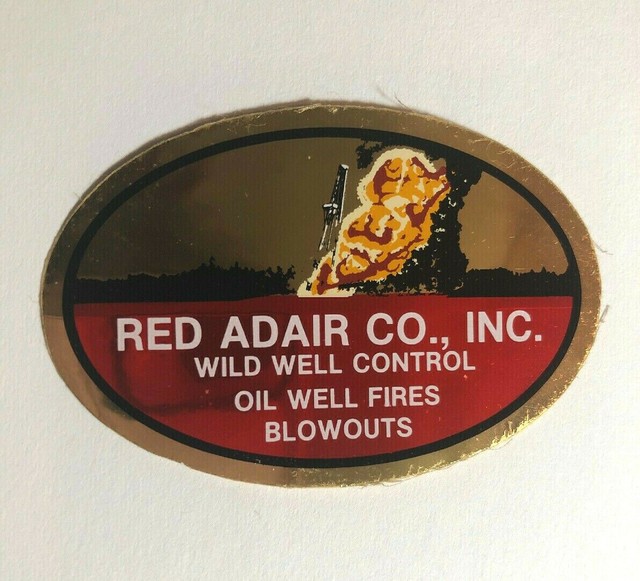 RED ADAIR CO., INC.
WILD WELL CONTROL
OIL WELL FIRES
BLOWOUTS